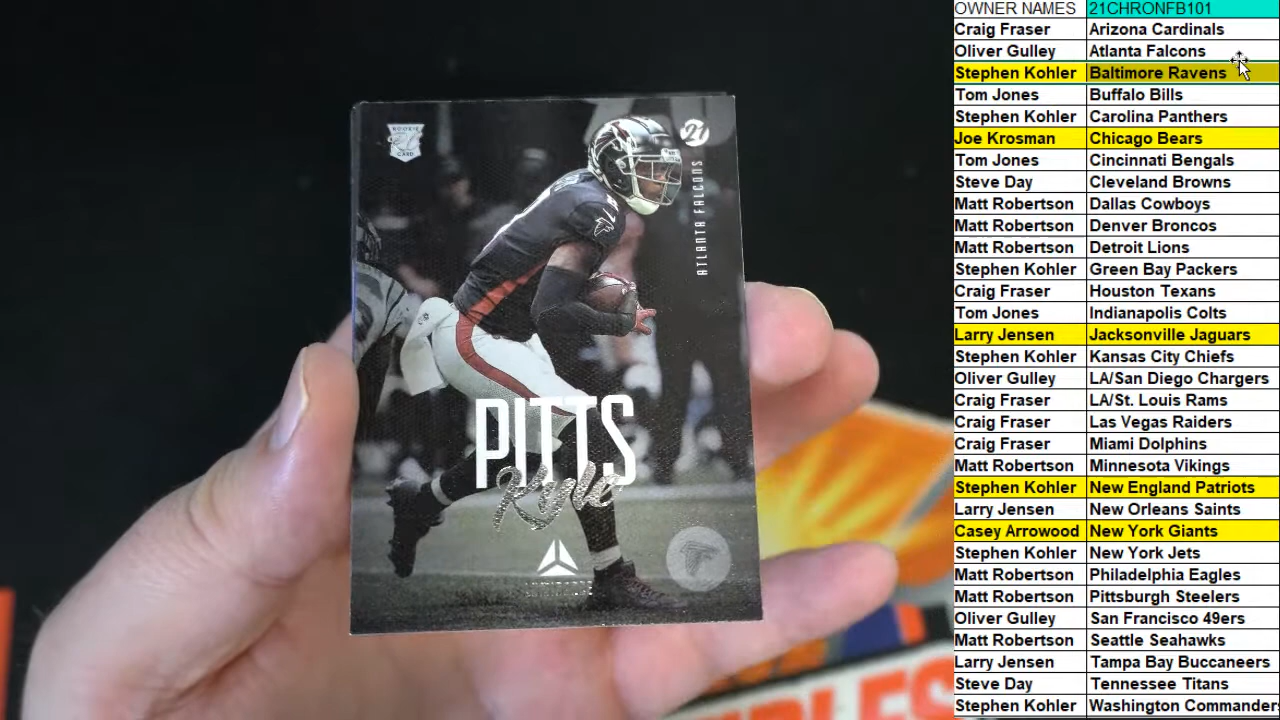 ROOKIE
CARD
21
ATLANTA FALCONS
PITTS
Kyle
OWNER NAMES 21CHRONFB101
Craig Fraser Arizona Cardinals
Oliver Gulley Atlanta Falcons
Stephen Kohler Baltimore Ravens
Tom Jones Buffalo Bills
Stephen Kohler Carolina Panthers
Joe Krosman Chicago Bears
Tom Jones Cincinnati Bengals
Steve Day Cleveland Browns
Matt Robertson Dallas Cowboys
Matt Robertson Denver Broncos
Matt Robertson Detroit Lions
Stephen Kohler Green Bay Packers
Craig Fraser Houston Texans
Tom Jones Indianapolis Colts
Larry Jensen Jacksonville Jaguars
Stephen Kohler Kansas City Chiefs
Oliver Gulley LA/San Diego Chargers
Craig Fraser LA/St. Louis Rams
Craig Fraser Las Vegas Raiders
Craig Fraser Miami Dolphins
Matt Robertson Minnesota Vikings
Stephen Kohler New England Patriots
Larry Jensen New Orleans Saints
Casey Arrowood New York Giants
Stephen Kohler New York Jets
Matt Robertson Philadelphia Eagles
Matt Robertson Pittsburgh Steelers
Oliver Gulley San Francisco 49ers
Matt Robertson Seattle Seahawks
Larry Jensen Tampa Bay Buccaneers
Steve Day Tennessee Titans
Stephen Kohler Washington Commander